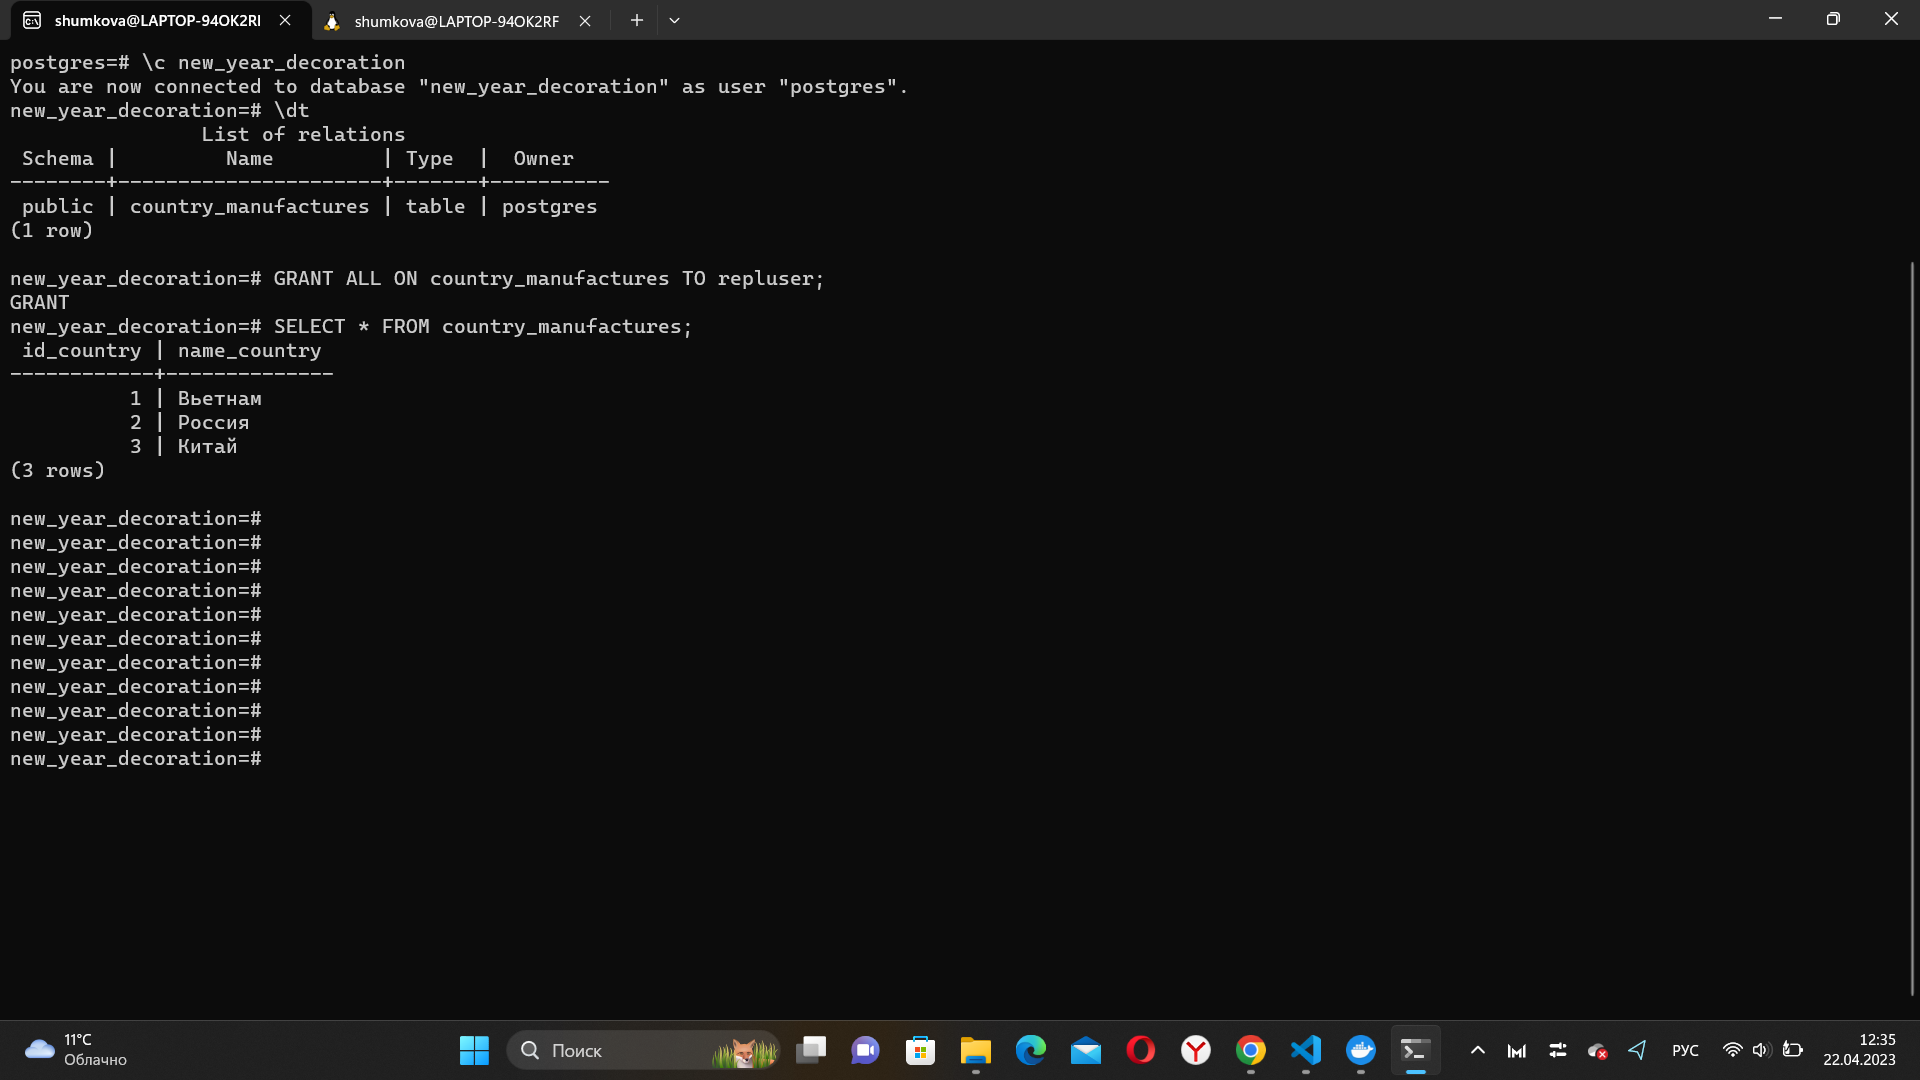 shumkova@LAPTOP-94OK2RI
shumkova@LAPTOP-94OK2RF
postgres=# \c new_year_decoration
You are now connected to database "new_year_decoration" as user "postgres".
new_year_decoration=# \dt
List of relations
Schema | Name | Type | Owner
--------+----------------------+-------+----------
public | country_manufactures | table | postgres
(1 row)
new_year_decoration=# GRANT ALL ON country_manufactures TO repluser;
GRANT
new_year_decoration=# SELECT * FROM country_manufactures;
id_country | name_country
------------+--------------
1 | Вьетнам
2 | Россия
3 | Китай
(3 rows)
new_year_decoration=#
new_year_decoration=#
new_year_decoration=#
new_year_decoration=#
new_year_decoration=#
new_year_decoration=#
new_year_decoration=#
new_year_decoration=#
new_year_decoration=#
new_year_decoration=#
new_year_decoration=#
11°C
Облачно
Поиск
РУС
12:35
22.04.2023